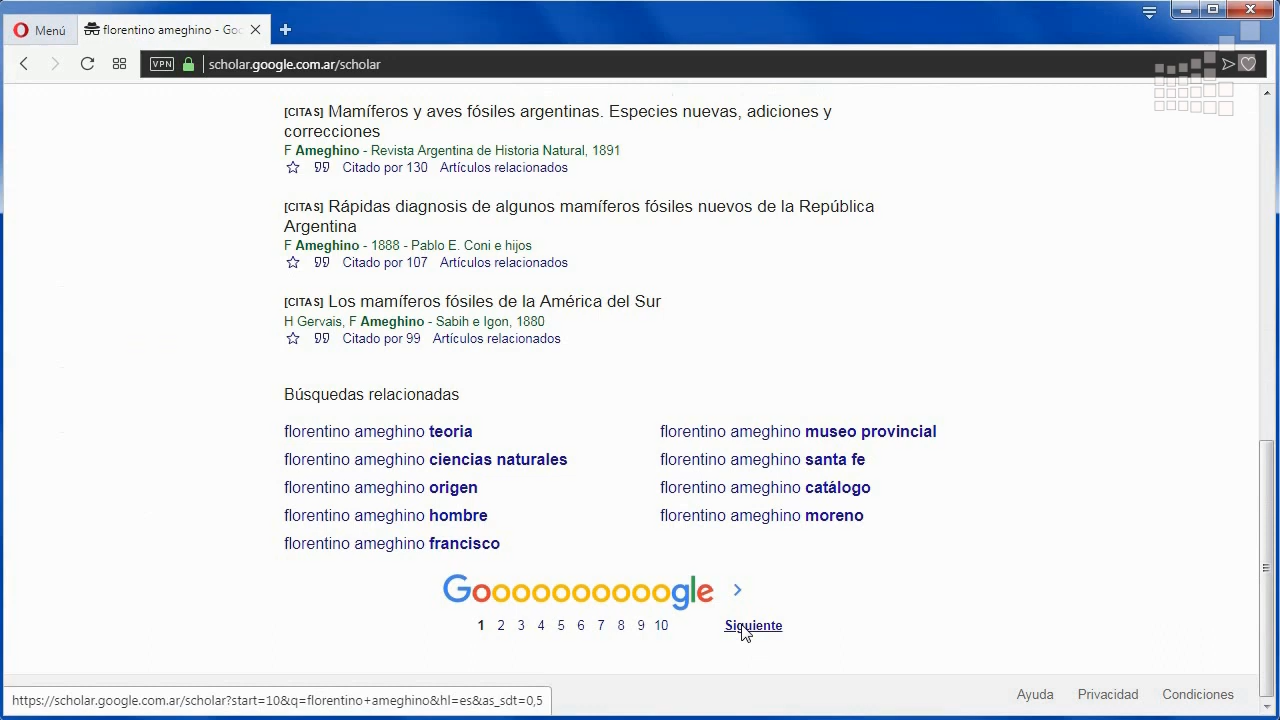 Menú
florentino ameghino - Goo
VPN
scholar.google.com.ar/scholar
[CITAS] Mamíferos y aves fósiles argentinas. Especies nuevas, adiciones y
correcciones
F Ameghino - Revista Argentina de Historia Natural, 1891
Citado por 130 Artículos relacionados
[CITAS] Rápidas diagnosis de algunos mamíferos fósiles nuevos de la República
Argentina
F Ameghino - 1888 - Pablo E. Coni e hijos
Citado por 107 Artículos relacionados
[CITAS] Los mamíferos fósiles de la América del Sur
H Gervais, F Ameghino - Sabih e Igon, 1880
Citado por 99 Artículos relacionados
Búsquedas relacionadas
florentino ameghino teoria
florentino ameghino museo provincial
florentino ameghino ciencias naturales
florentino ameghino santa fe
florentino ameghino origen
florentino ameghino catálogo
florentino ameghino hombre
florentino ameghino moreno
florentino ameghino francisco
Goooooooooogle
1 2 3 4 5 6 7 8 9 10 Siguiente
Ayuda Privacidad Condiciones
https://scholar.google.com.ar/scholar?start=10&q=florentino+ameghino&hl=es&as_sdt=0,5